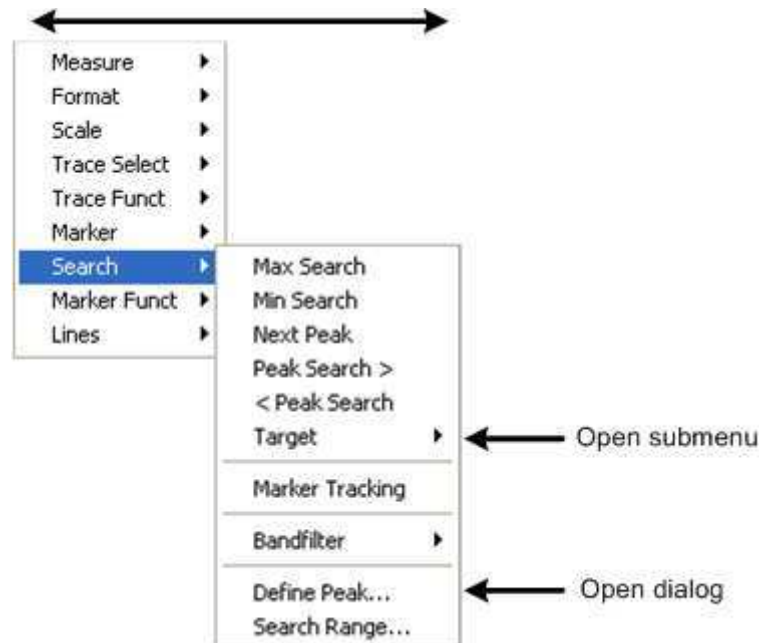 Measure
Format
Scale
Trace Select
Trace Funct
Marker
Search
Marker Funct
Lines
Max Search
Min Search
Next Peak
Peak Search >
< Peak Search
Target
Open submenu
Marker Tracking
Bandfilter
Define Peak...
Open dialog
Search Range...